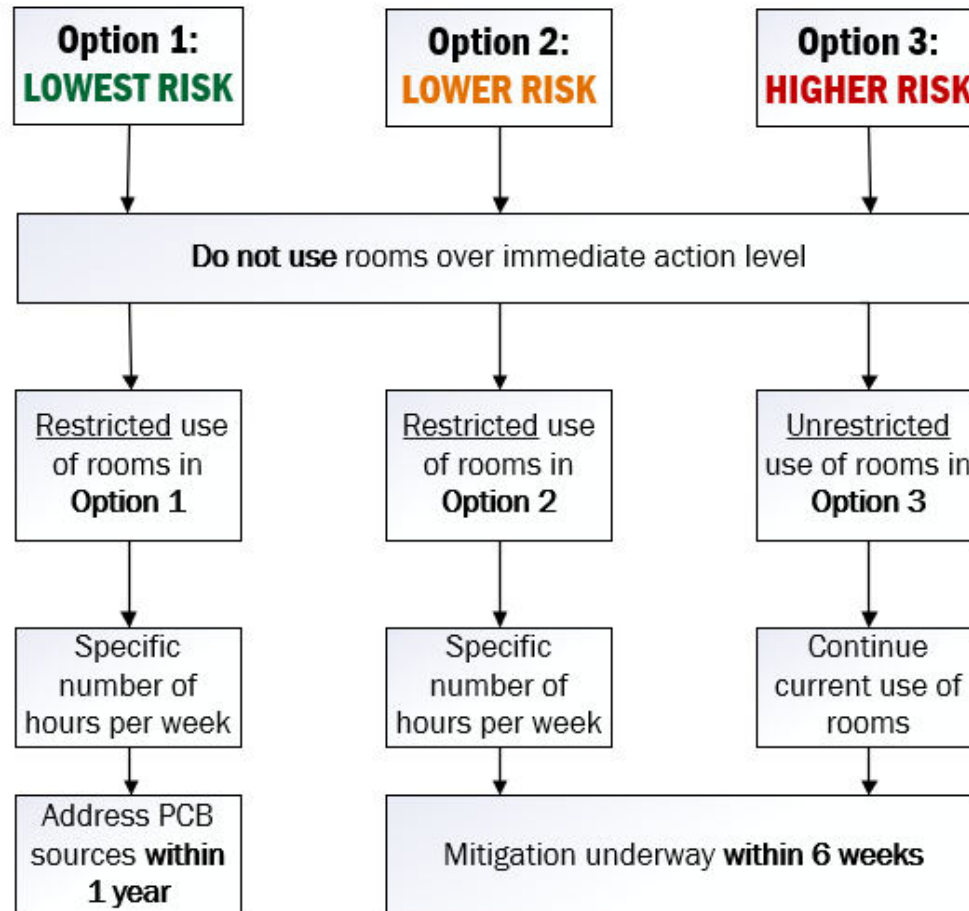 Option 1:
LOWEST RISK
Option 2:
LOWER RISK
Option 3:
HIGHER RISK
Do not use rooms over immediate action level
Restricted use
of rooms in
Option 1
Restricted use
of rooms in
Option 2
Unrestricted
use of rooms in
Option 3
Specific
number of
hours per week
Specific
number of
hours per week
Continue
current use of
rooms
Address PCB
sources within
1 year
Mitigation underway within 6 weeks